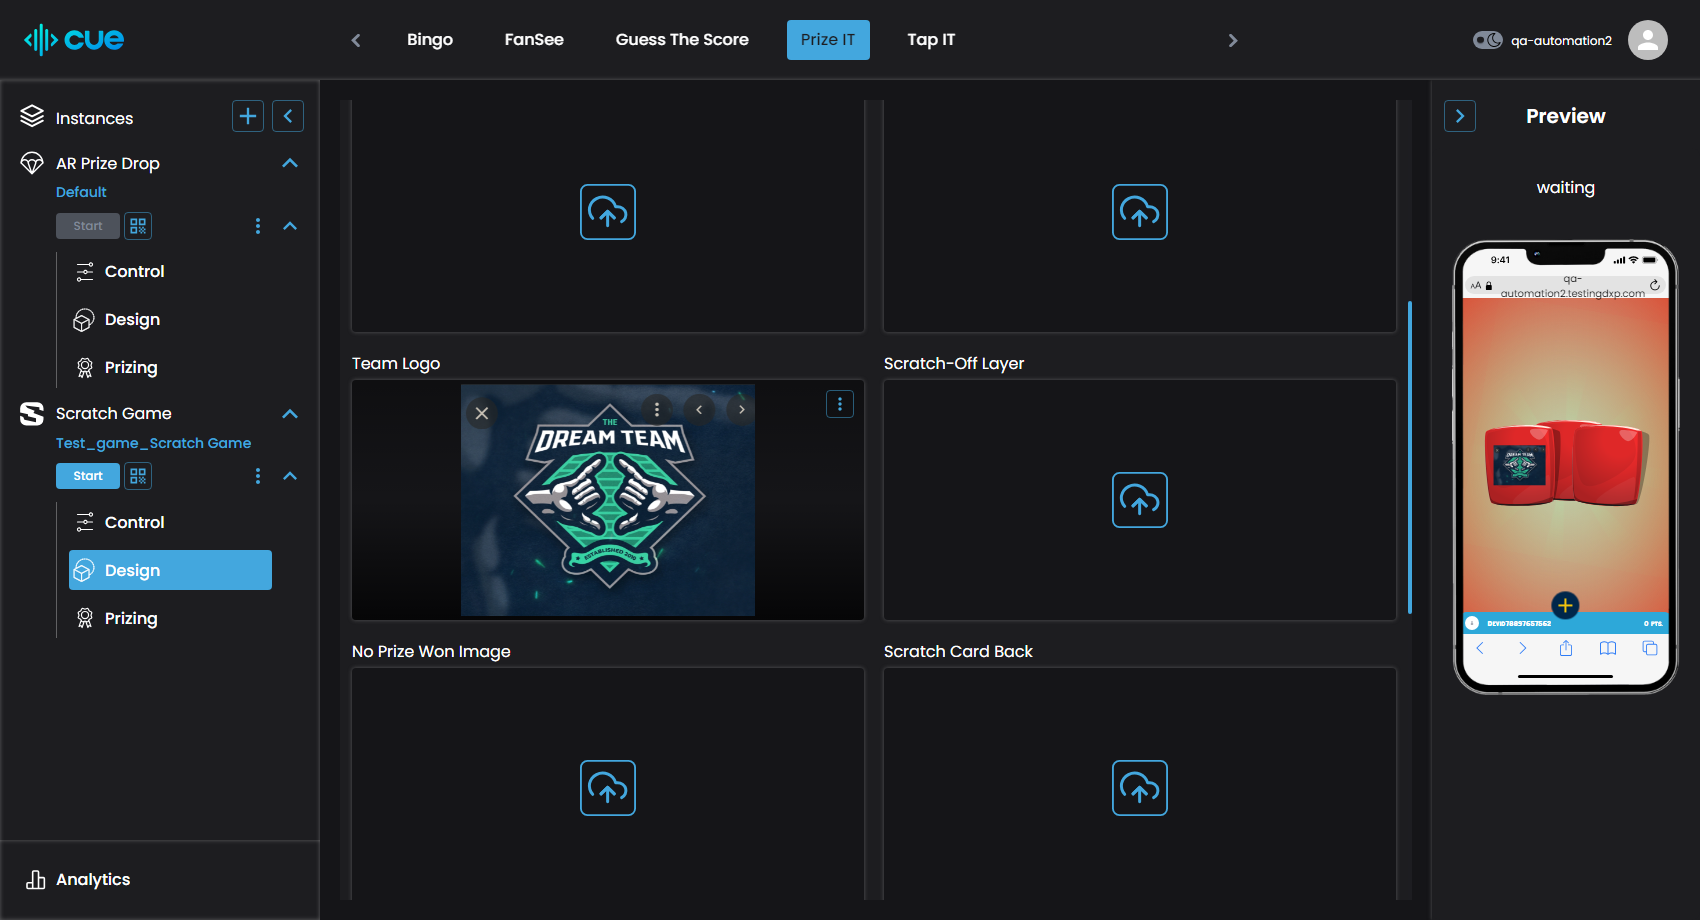 cue
Bingo
FanSee
Guess The Score
Prize IT
Tap IT
qa-automation2
Instances
AR Prize Drop
Default
Start
Control
Design
Prizing
Scratch Game
Test_game_Scratch Game
Start
Control
Design
Prizing
Analytics
Team Logo
Scratch-Off Layer
THE
DREAM TEAM
ESTABLISHED 2010
No Prize Won Image
Scratch Card Back
Preview
waiting
9:41
AA
qa-
automation2.testingdxp.com
DREAM TEAM
0 PTS.